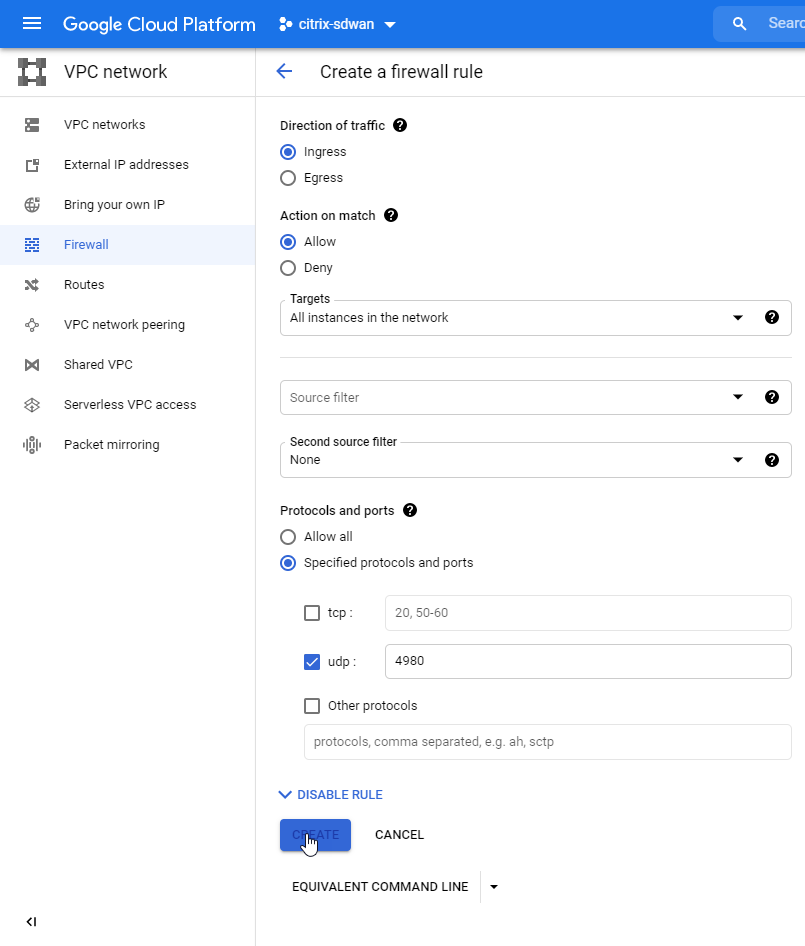 Google Cloud Platform citrix-sdwan Searc
VPC network
Create a firewall rule
VPC networks
External IP addresses
Bring your own IP
Firewall
Routes
VPC network peering
Shared VPC
Serverless VPC access
Packet mirroring
Direction of traffic ?
Ingress
Egress
Action on match ?
Allow
Deny
Targets
All instances in the network ?
Source filter ?
Second source filter
None ?
Protocols and ports ?
Allow all
Specified protocols and ports
tcp : 20, 50-60
udp : 4980
Other protocols
protocols, comma separated, e.g. ah, sctp
DISABLE RULE
CREATE CANCEL
EQUIVALENT COMMAND LINE